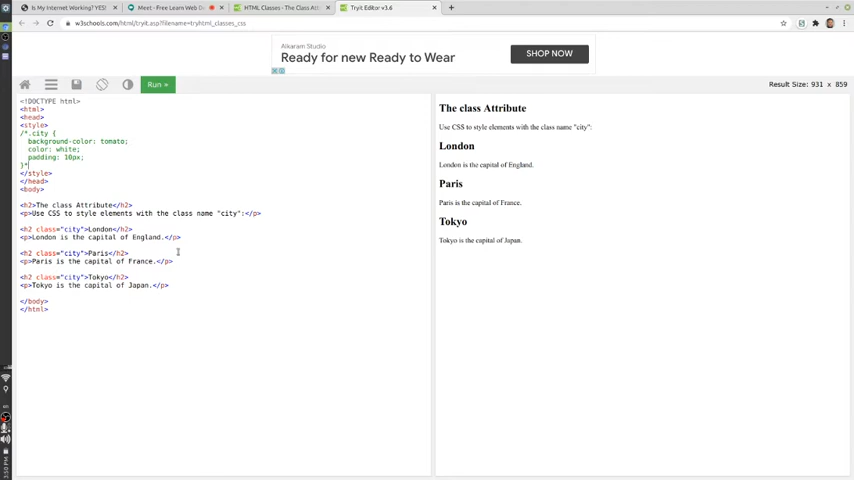 Is My Internet Working? YES!
Meet - Free Learn Web D
HTML Classes - The Class Att
Tryit Editor v3.6
w3schools.com/html/tryit.asp?filename=tryhtml_classes_css
Alkaram Studio
Ready for new Ready to Wear
SHOP NOW
Run »
Result Size: 931 x 859
<!DOCTYPE html>
<html>
<head>
<style>
/*.city {
background-color: tomato;
color: white;
padding: 10px;
}*
</style>
</head>
<body>
<h2>The class Attribute</h2>
<p>Use CSS to style elements with the class name "city":</p>
<h2 class="city">London</h2>
<p>London is the capital of England.</p>
<h2 class="city">Paris</h2>
<p>Paris is the capital of France.</p>
<h2 class="city">Tokyo</h2>
<p>Tokyo is the capital of Japan.</p>
</body>
</html>
The class Attribute
Use CSS to style elements with the class name "city":
London
London is the capital of England.
Paris
Paris is the capital of France.
Tokyo
Tokyo is the capital of Japan.
3:50 PM